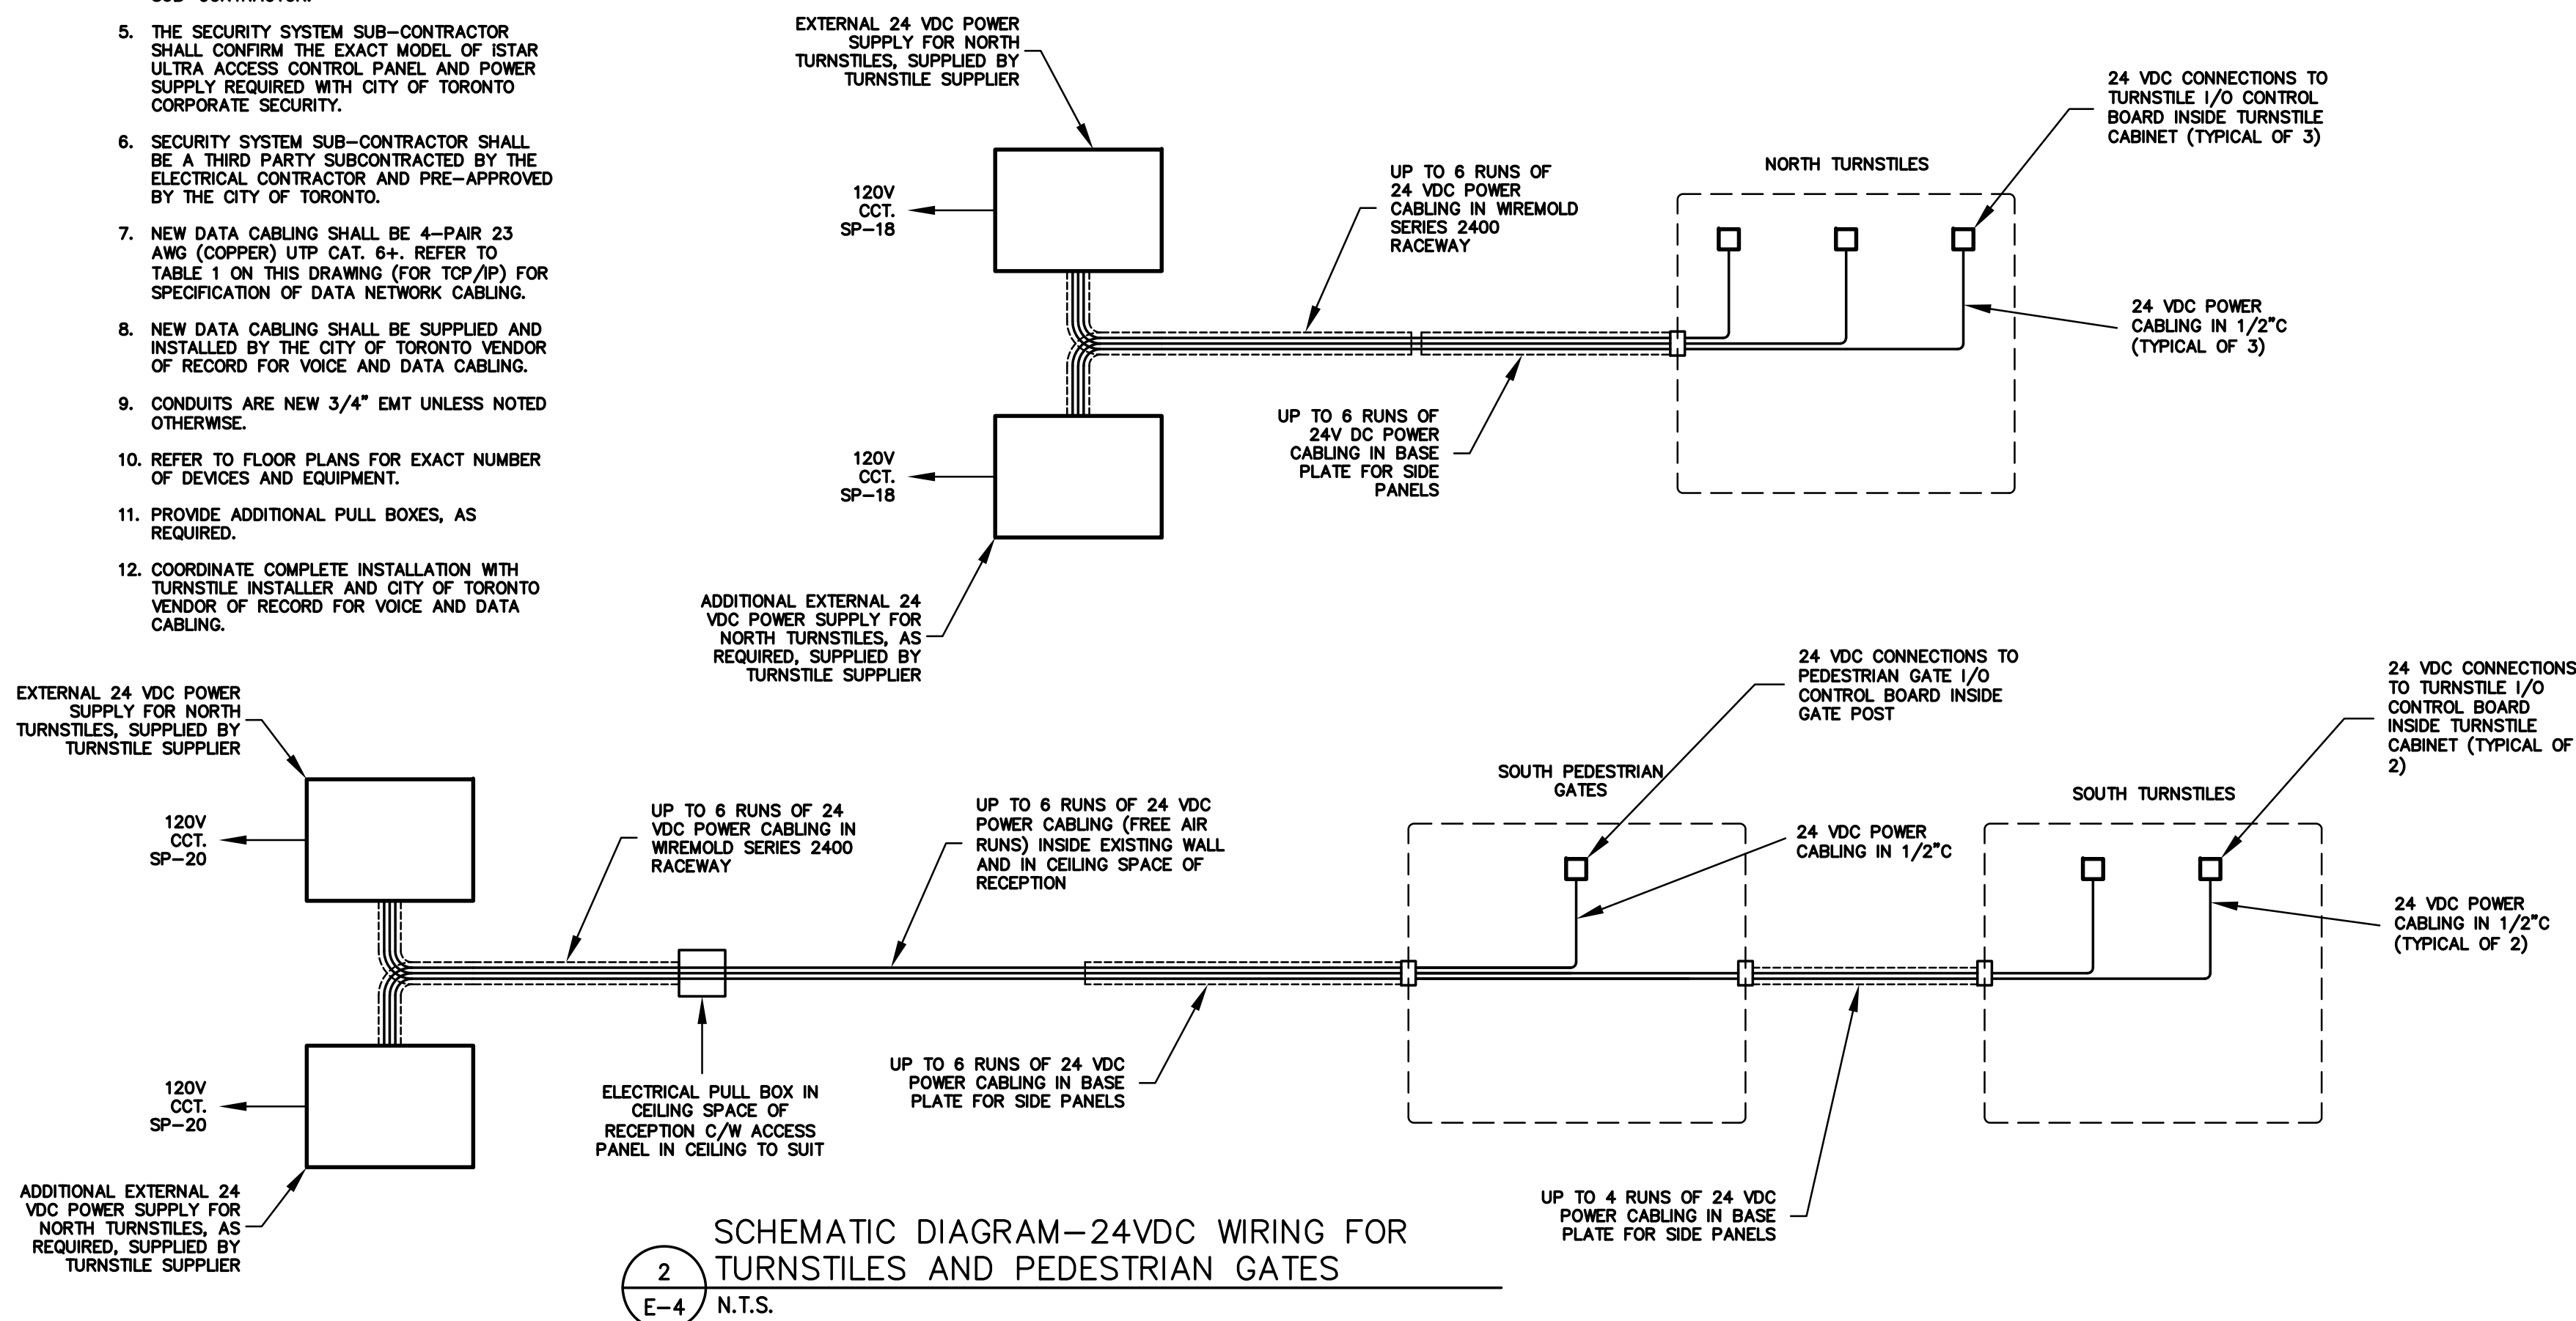 SUB-CONTRACTOR.
5. THE SECURITY SYSTEM SUB-CONTRACTOR
SHALL CONFIRM THE EXACT MODEL OF iSTAR
ULTRA ACCESS CONTROL PANEL AND POWER
SUPPLY REQUIRED WITH CITY OF TORONTO
CORPORATE SECURITY.
6. SECURITY SYSTEM SUB-CONTRACTOR SHALL
BE A THIRD PARTY SUBCONTRACTED BY THE
ELECTRICAL CONTRACTOR AND PRE-APPROVED
BY THE CITY OF TORONTO.
7. NEW DATA CABLING SHALL BE 4-PAIR 23
AWG (COPPER) UTP CAT. 6+. REFER TO
TABLE 1 ON THIS DRAWING (FOR TCP/IP) FOR
SPECIFICATION OF DATA NETWORK CABLING.
8. NEW DATA CABLING SHALL BE SUPPLIED AND
INSTALLED BY THE CITY OF TORONTO VENDOR
OF RECORD FOR VOICE AND DATA CABLING.
9. CONDUITS ARE NEW 3/4" EMT UNLESS NOTED
OTHERWISE.
10. REFER TO FLOOR PLANS FOR EXACT NUMBER
OF DEVICES AND EQUIPMENT.
11. PROVIDE ADDITIONAL PULL BOXES, AS
REQUIRED.
12. COORDINATE COMPLETE INSTALLATION WITH
TURNSTILE INSTALLER AND CITY OF TORONTO
VENDOR OF RECORD FOR VOICE AND DATA
CABLING.
EXTERNAL 24 VDC POWER
SUPPLY FOR NORTH
TURNSTILES, SUPPLIED BY
TURNSTILE SUPPLIER
120V
CCT.
SP-18
UP TO 6 RUNS OF
24 VDC POWER
CABLING IN WIREMOLD
SERIES 2400
RACEWAY
NORTH TURNSTILES
24 VDC CONNECTIONS TO
TURNSTILE I/O CONTROL
BOARD INSIDE TURNSTILE
CABINET (TYPICAL OF 3)
24 VDC POWER
CABLING IN 1/2"C
(TYPICAL OF 3)
UP TO 6 RUNS OF
24V DC POWER
CABLING IN BASE
PLATE FOR SIDE
PANELS
120V
CCT.
SP-18
ADDITIONAL EXTERNAL 24
VDC POWER SUPPLY FOR
NORTH TURNSTILES, AS
REQUIRED, SUPPLIED BY
TURNSTILE SUPPLIER
EXTERNAL 24 VDC POWER
SUPPLY FOR NORTH
TURNSTILES, SUPPLIED BY
TURNSTILE SUPPLIER
120V
CCT.
SP-20
UP TO 6 RUNS OF 24
VDC POWER CABLING IN
WIREMOLD SERIES 2400
RACEWAY
UP TO 6 RUNS OF 24 VDC
POWER CABLING (FREE AIR
RUNS) INSIDE EXISTING WALL
AND IN CEILING SPACE OF
RECEPTION
SOUTH PEDESTRIAN
GATES
24 VDC CONNECTIONS TO
PEDESTRIAN GATE I/O
CONTROL BOARD INSIDE
GATE POST
24 VDC POWER
CABLING IN 1/2"C
SOUTH TURNSTILES
24 VDC CONNECTIONS
TO TURNSTILE I/O
CONTROL BOARD
INSIDE TURNSTILE
CABINET (TYPICAL OF
2)
24 VDC POWER
CABLING IN 1/2"C
(TYPICAL OF 2)
120V
CCT.
SP-20
ELECTRICAL PULL BOX IN
CEILING SPACE OF
RECEPTION C/W ACCESS
PANEL IN CEILING TO SUIT
UP TO 6 RUNS OF 24 VDC
POWER CABLING IN BASE
PLATE FOR SIDE PANELS
UP TO 4 RUNS OF 24 VDC
POWER CABLING IN BASE
PLATE FOR SIDE PANELS
ADDITIONAL EXTERNAL 24
VDC POWER SUPPLY FOR
NORTH TURNSTILES, AS
REQUIRED, SUPPLIED BY
TURNSTILE SUPPLIER
SCHEMATIC DIAGRAM-24VDC WIRING FOR
TURNSTILES AND PEDESTRIAN GATES
2
E-4
N.T.S.